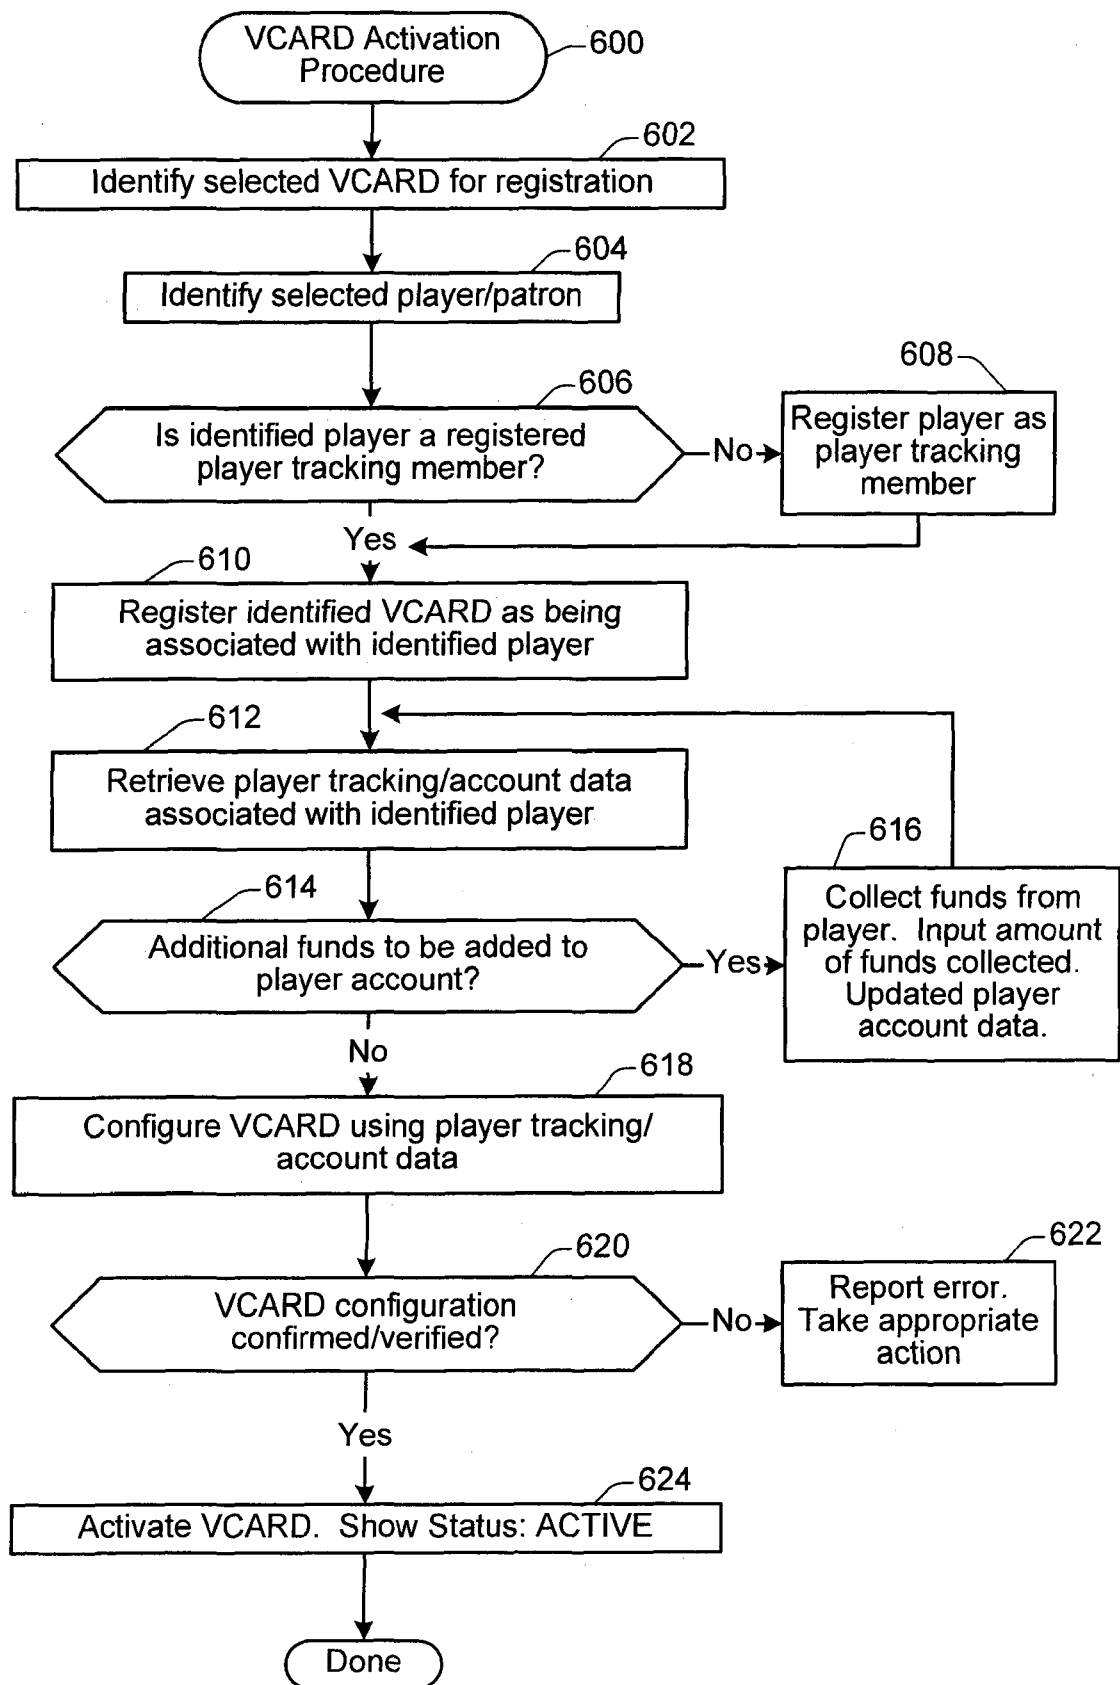 VCARD Activation
Procedure
600
602
Identify selected VCARD for registration
604
Identify selected player/patron
606
Is identified player a registered
player tracking member?
No
608
Register player as
player tracking
member
Yes
610
Register identified VCARD as being
associated with identified player
612
Retrieve player tracking/account data
associated with identified player
614
Additional funds to be added to
player account?
Yes
616
Collect funds from
player. Input amount
of funds collected.
Updated player
account data.
No
618
Configure VCARD using player tracking/
account data
620
VCARD configuration
confirmed/verified?
No
622
Report error.
Take appropriate
action
Yes
624
Activate VCARD. Show Status: ACTIVE
Done